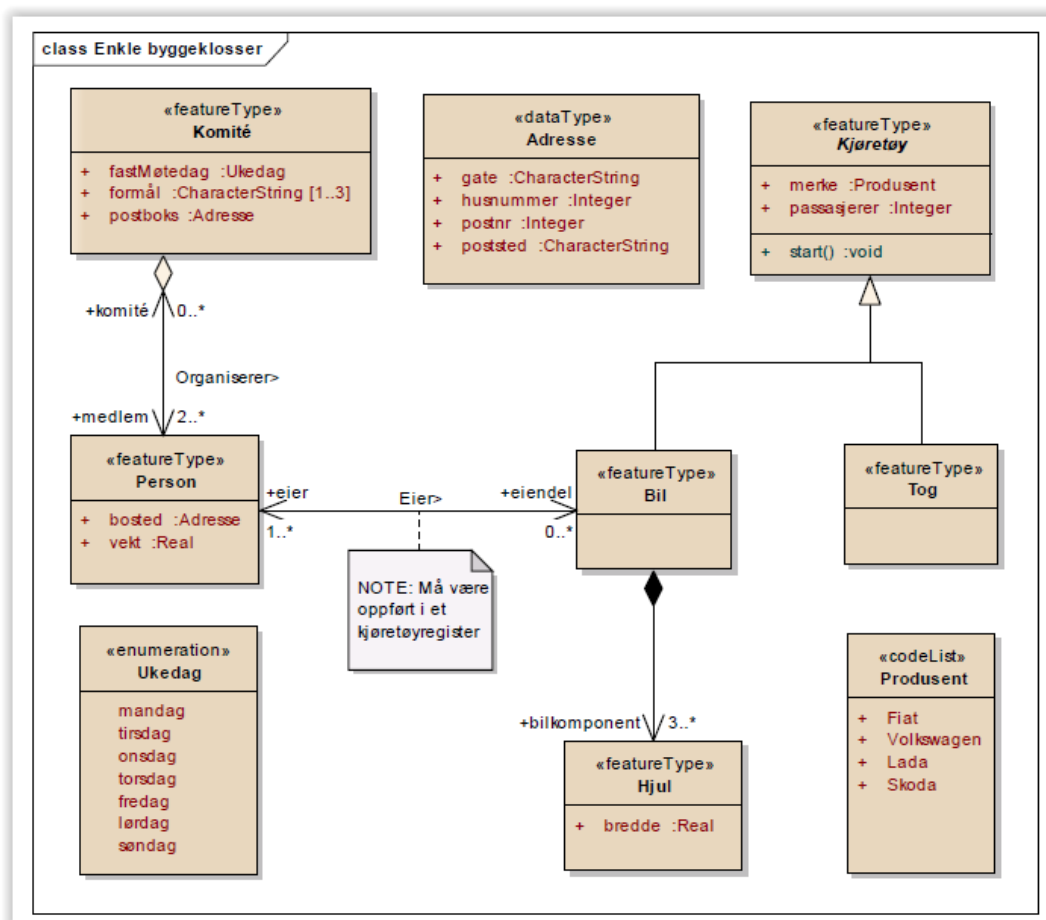 class Enkle byggeklosser
«featureType»
Komité
+ fastMøtedag :Ukedag
+ formål :CharacterString [1..3]
+ postboks :Adresse
«dataType»
Adresse
+ gate :CharacterString
+ husnummer :Integer
+ postnr :Integer
+ poststed :CharacterString
«featureType»
Kjøretøy
+ merke :Produsent
+ passasjerer :Integer
+ start() :void
+komité 0..*
Organiserer>
+medlem 2..*
«featureType»
Person
+ bosted :Adresse
+ vekt :Real
+eier
1..*
Eier>
+eiendel
0..*
NOTE: Må være
oppført i et
kjøretøyregister
«featureType»
Bil
«featureType»
Tog
«enumeration»
Ukedag
mandag
tirsdag
onsdag
torsdag
fredag
lørdag
søndag
+bilkomponent 3..*
«featureType»
Hjul
+ bredde :Real
«codeList»
Produsent
+ Fiat
+ Volkswagen
+ Lada
+ Skoda